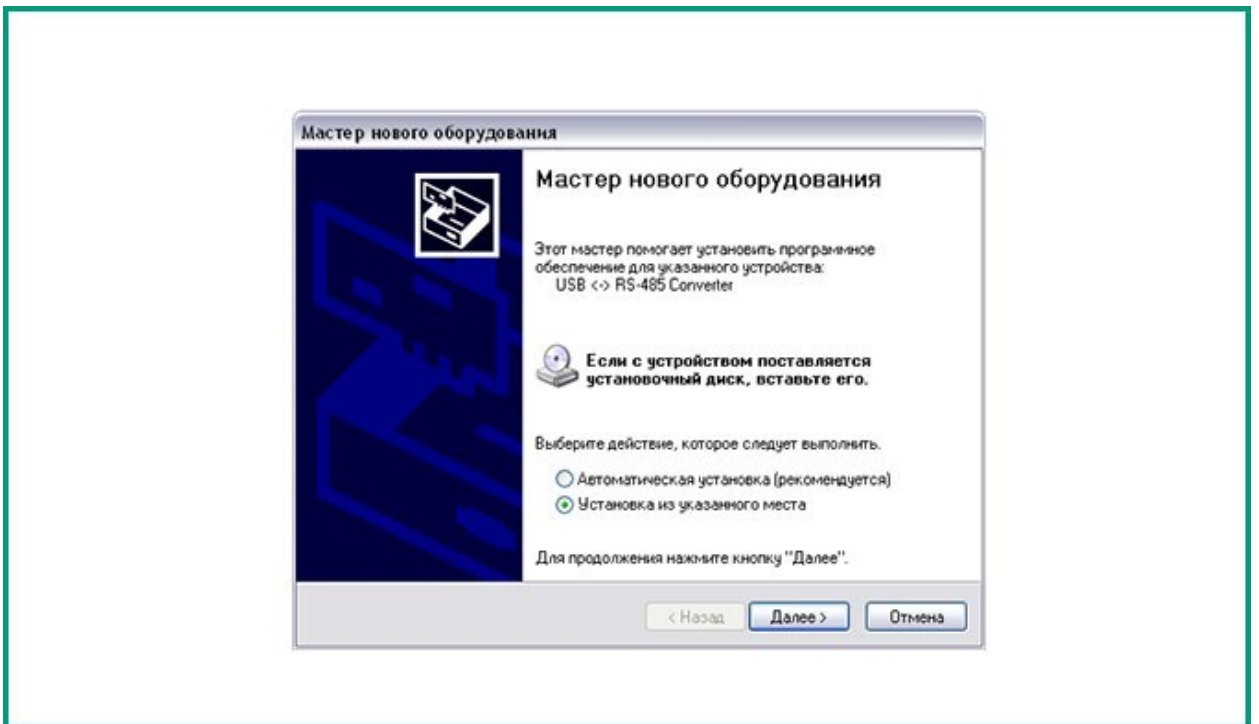 Мастер нового оборудования
Мастер нового оборудования
Этот мастер помогает установить программное
обеспечение для указанного устройства:
USB <-> RS-485 Converter
Если с устройством поставляется
установочный диск, вставьте его.
Выберите действие, которое следует выполнить.
Автоматическая установка (рекомендуется)
Установка из указанного места
Для продолжения нажмите кнопку "Далее".
< Назад Далее > Отмена